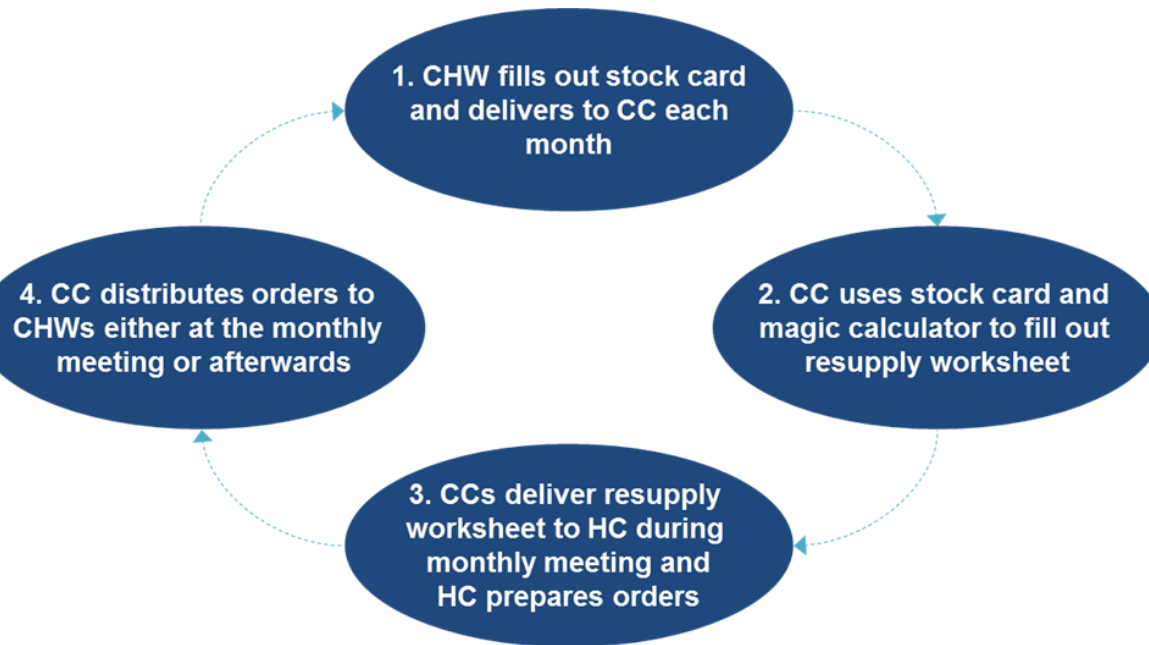 1. CHW fills out stock card
and delivers to CC each
month
2. CC uses stock card and
magic calculator to fill out
resupply worksheet
3. CCs deliver resupply
worksheet to HC during
monthly meeting and
HC prepares orders
4. CC distributes orders to
CHWs either at the monthly
meeting or afterwards